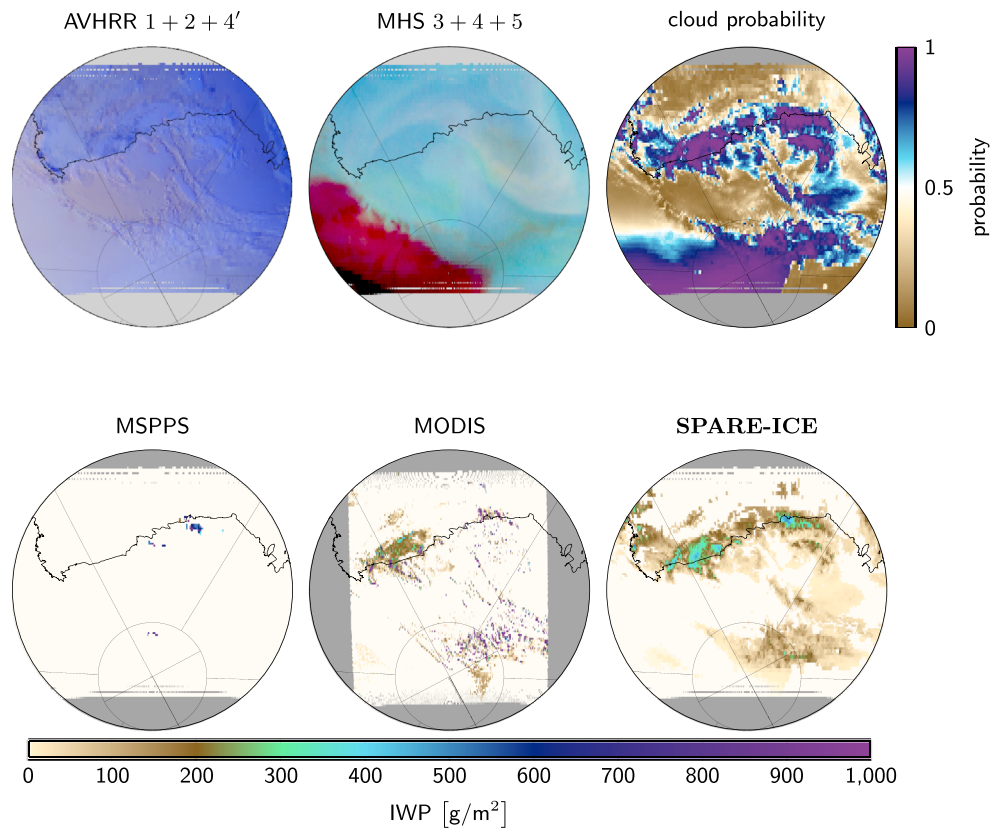 AVHRR 1 + 2 + 4′
MHS 3 + 4 + 5
cloud probability
1
0.5
0
probability
MSPPS
MODIS
SPARE-ICE
0 100 200 300 400 500 600 700 800 900 1,000
IWP [g/m²]